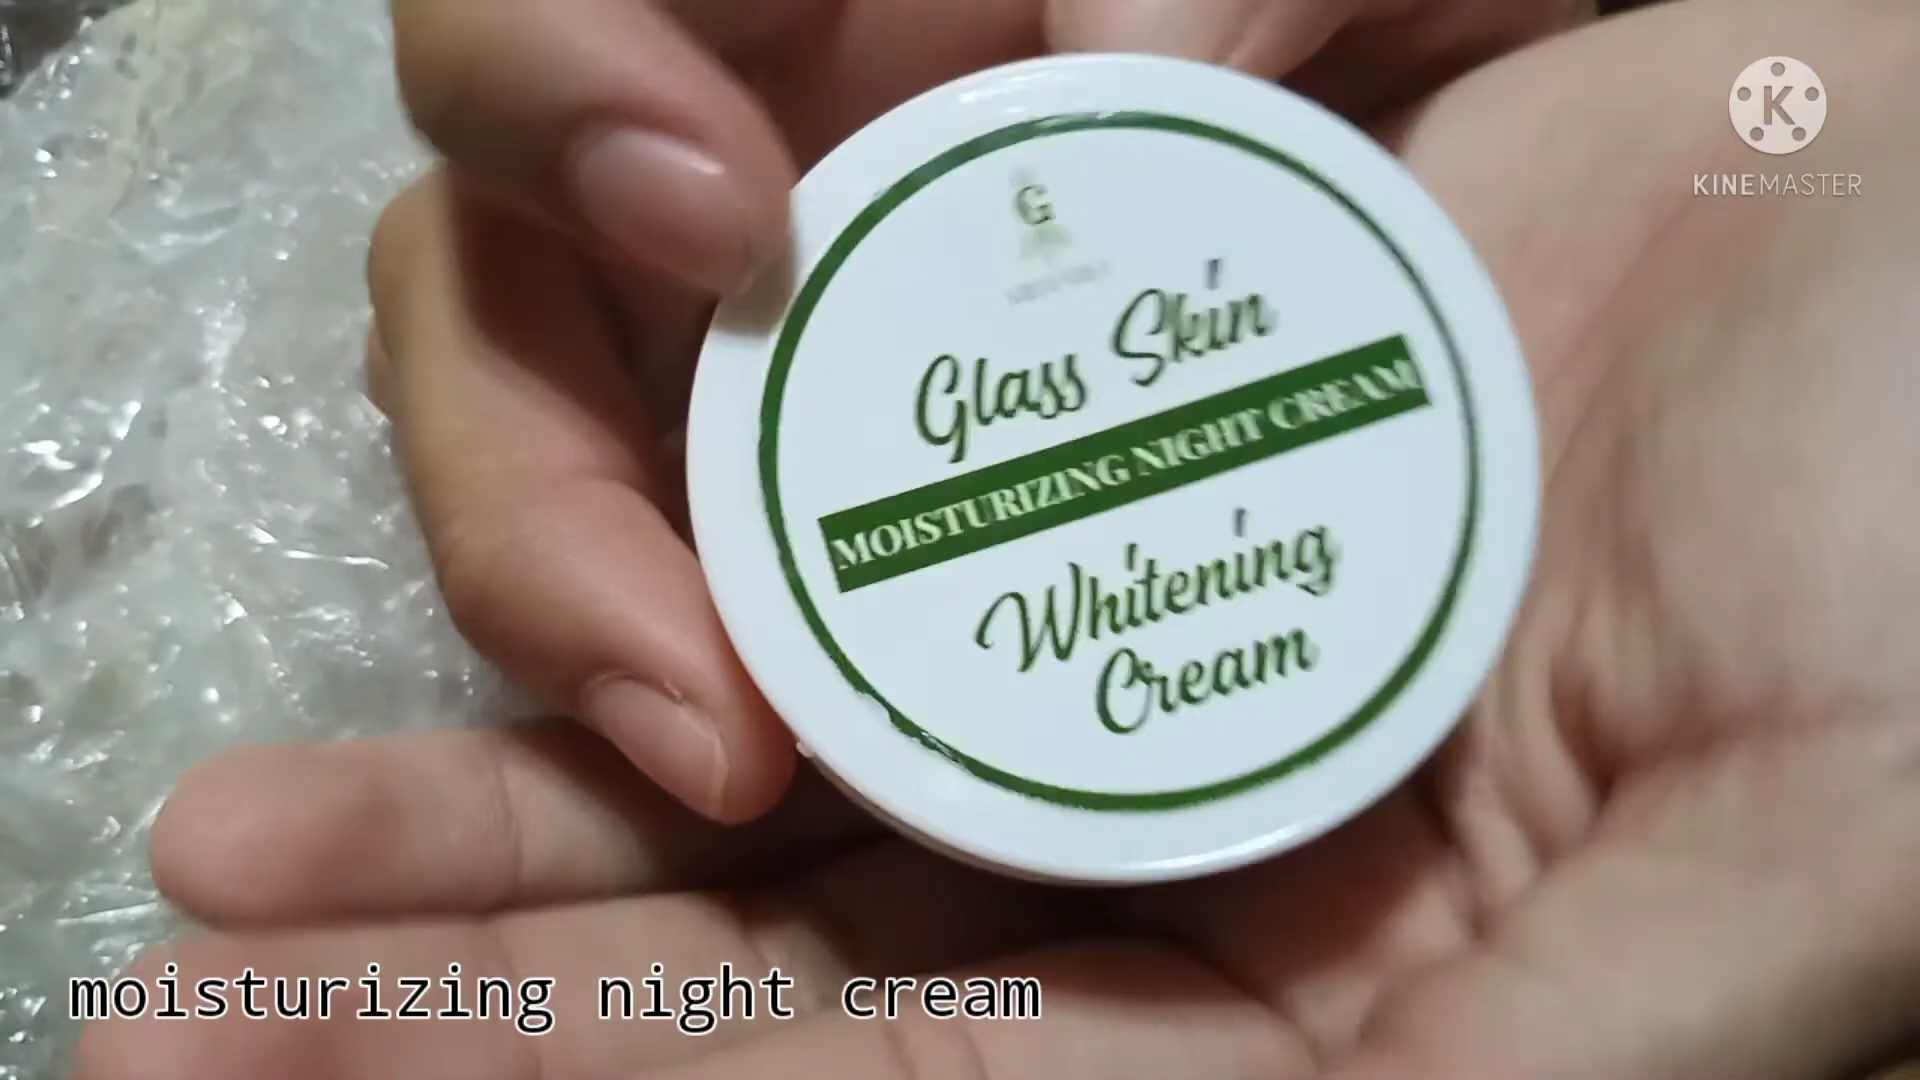 K
KINEMASTER
G
Glass Skin
MOISTURIZING NIGHT CREAM
Whitening
Cream
moisturizing night cream